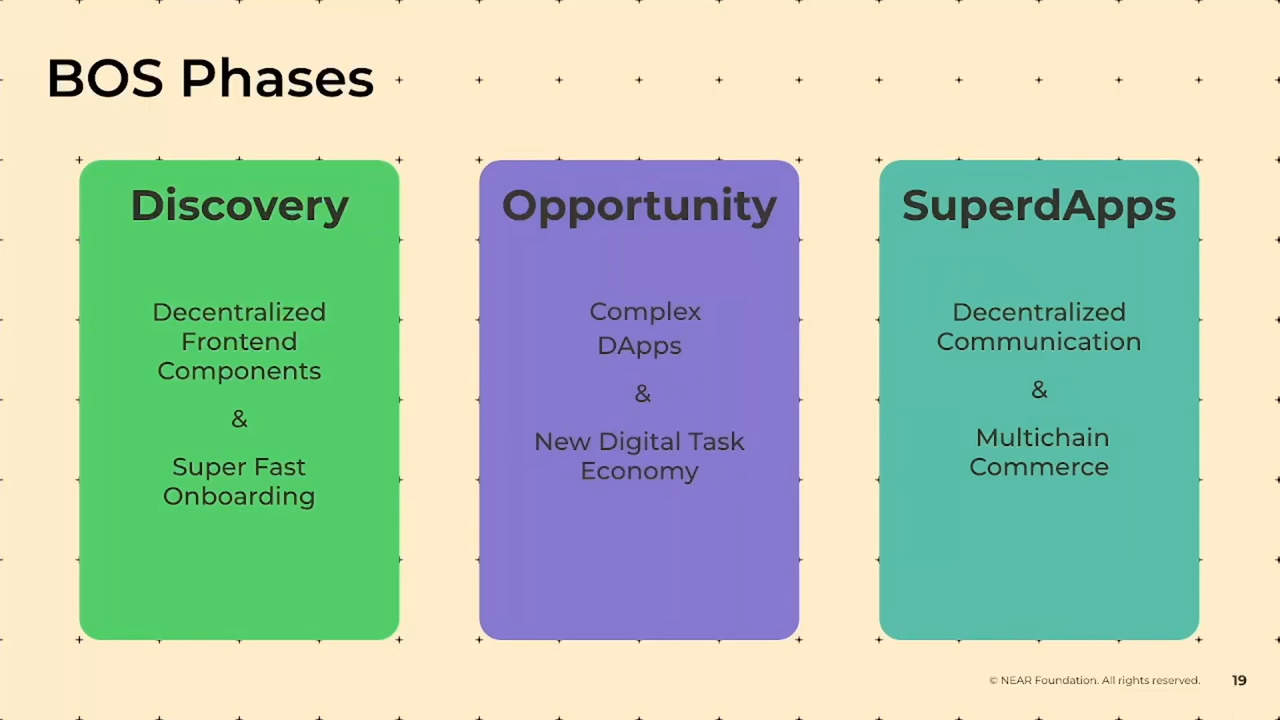 BOS Phases
Discovery
Decentralized
Frontend
Components
&
Super Fast
Onboarding
Opportunity
Complex
DApps
&
New Digital Task
Economy
SuperdApps
Decentralized
Communication
&
Multichain
Commerce
© NEAR Foundation. All rights reserved.
19